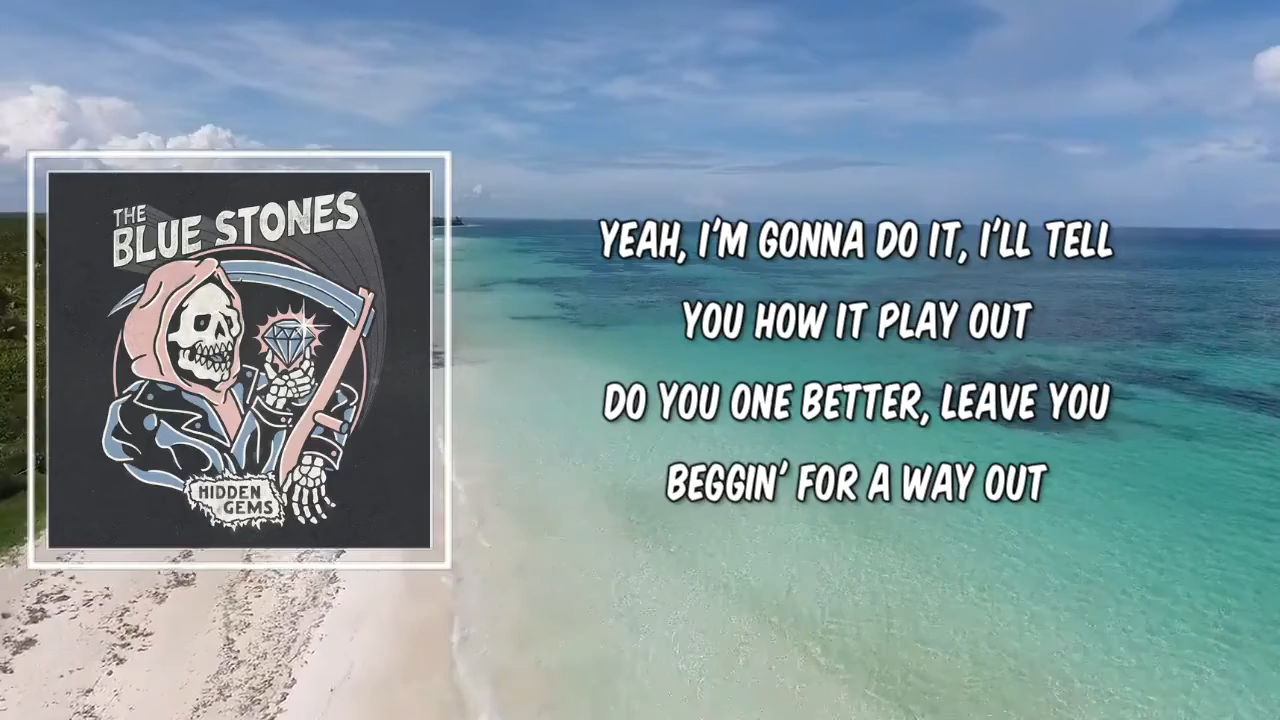 THE
BLUE STONES
HIDDEN
GEMS
YEAH, I'M GONNA DO IT, I'LL TELL
YOU HOW IT PLAY OUT
DO YOU ONE BETTER, LEAVE YOU
BEGGIN' FOR A WAY OUT